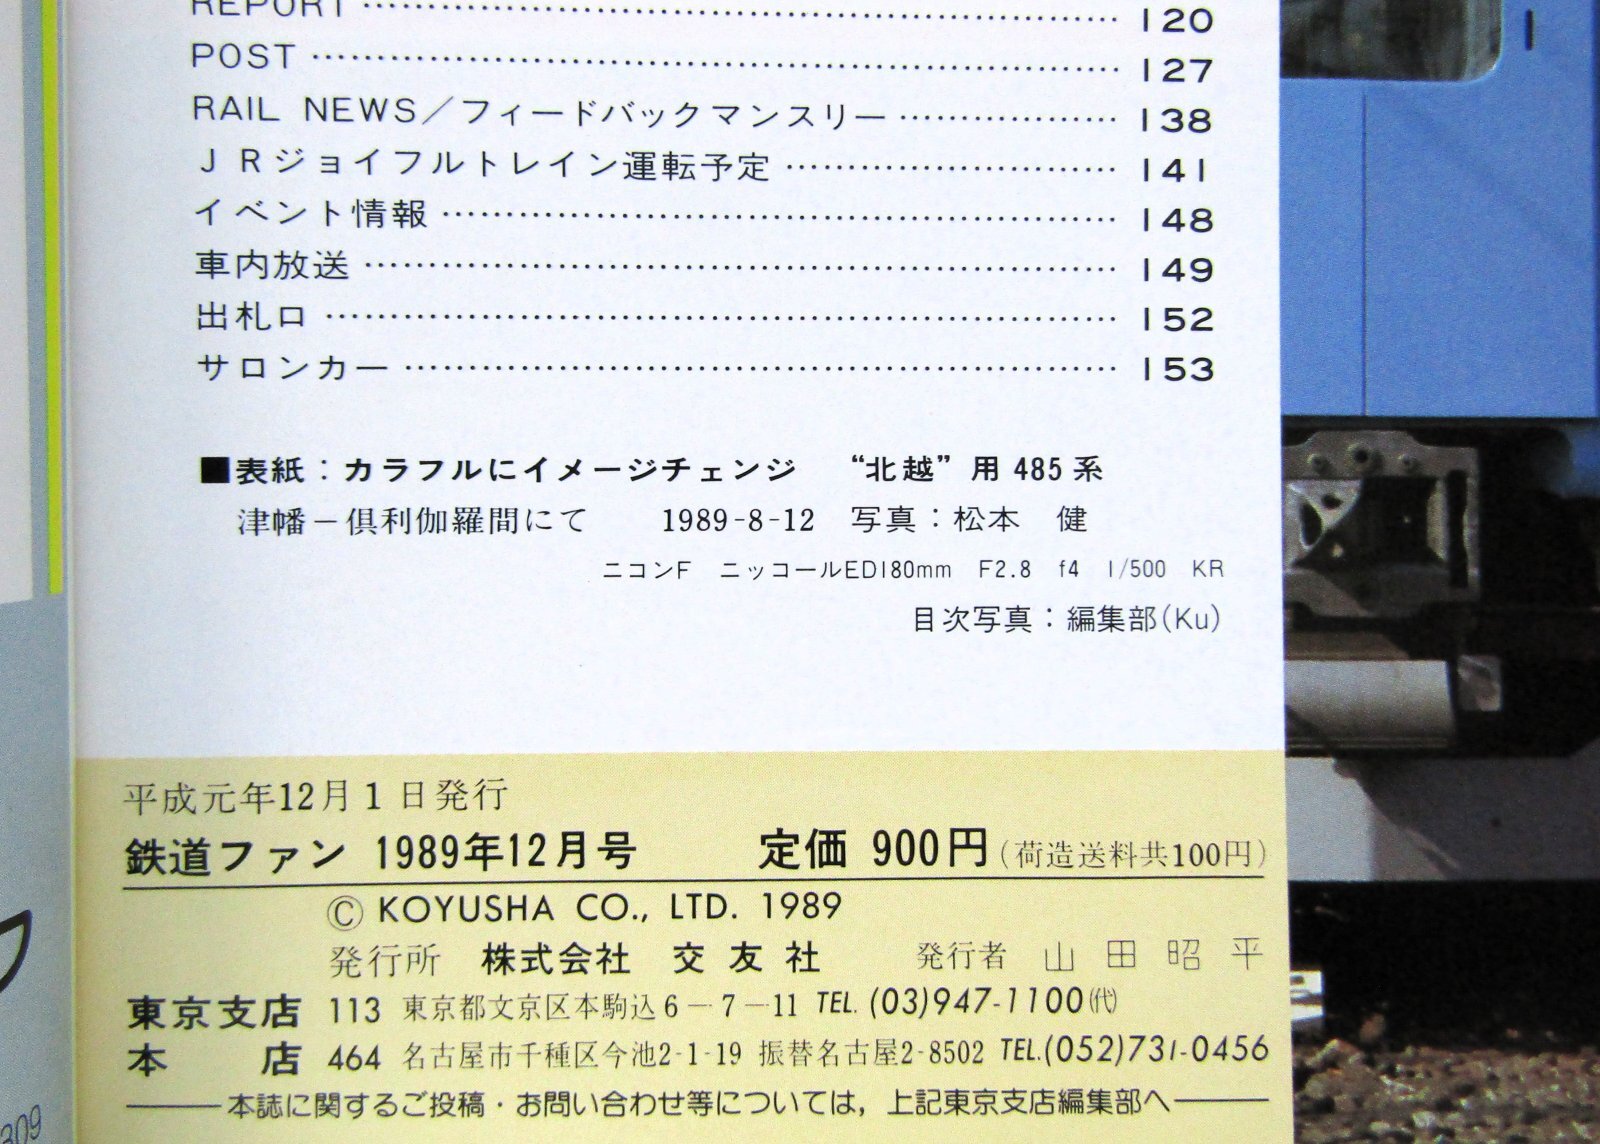 REPORT ……………………………… 120
POST ……………………………… 127
RAIL NEWS／フィードバックマンスリー ……………… 138
ＪＲジョイフルトレイン運転予定 ……………………… 141
イベント情報 ……………………………… 148
車内放送 ……………………………… 149
出札口 ……………………………… 152
サロンカー ……………………………… 153
■表紙：カラフルにイメージチェンジ　“北越”用 485 系
津幡－倶利伽羅間にて　1989-8-12　写真：松本　健
ニコンF　ニッコールED180mm　F2.8　f4　1/500　KR
目次写真：編集部(Ku)
平成元年12月１日発行
鉄道ファン 1989年12月号　定価 900円(荷造送料共100円)
© KOYUSHA CO., LTD. 1989
発行所　株式会社　交友社　発行者　山田昭平
東京支店 113 東京都文京区本駒込６－７－11 TEL. (03)947-1100㈹
本店 464 名古屋市千種区今池2-1-19 振替名古屋2-8502 TEL.(052)731-0456
――本誌に関するご投稿・お問い合わせ等については，上記東京支店編集部へ――
309